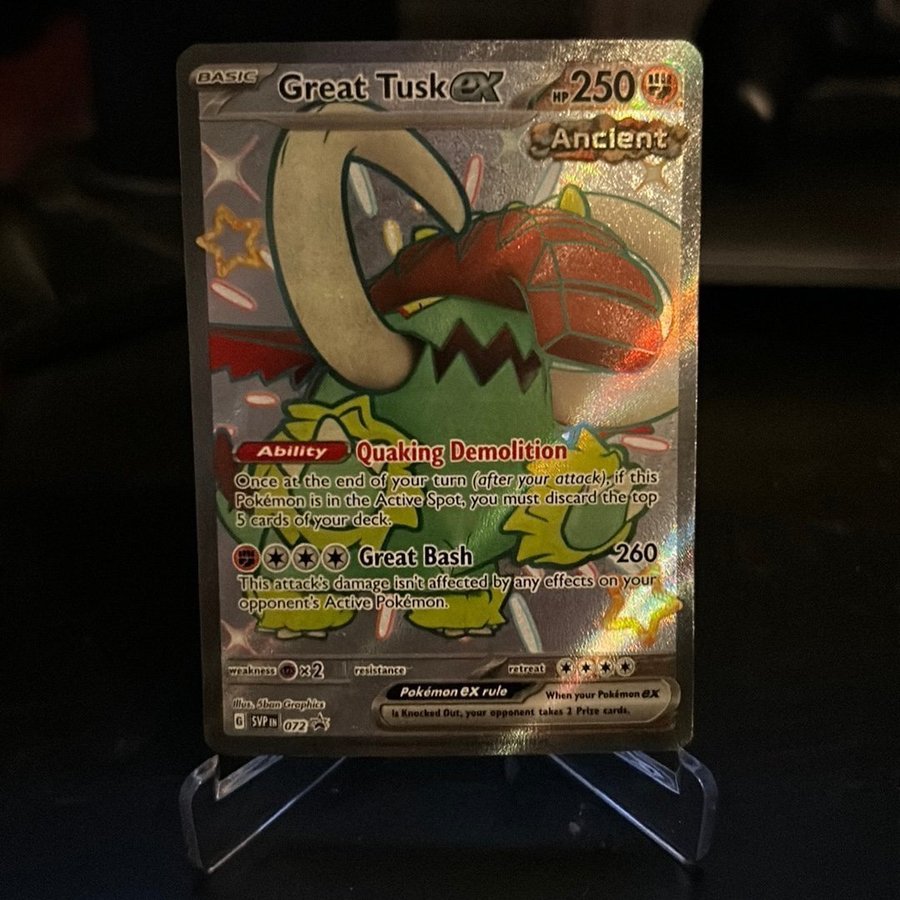 BASIC Great Tusk ex HP 250
Ancient
Ability Quaking Demolition
Once at the end of your turn (after your attack), if this
Pokémon is in the Active Spot, you must discard the top
5 cards of your deck.
Great Bash 260
This attack's damage isn't affected by any effects on your
opponent's Active Pokémon.
weakness ×2 resistance retreat
Pokémon ex rule When your Pokémon ex
is Knocked Out, your opponent takes 2 Prize cards.
Illus. 5ban Graphics
G SVP EN 072